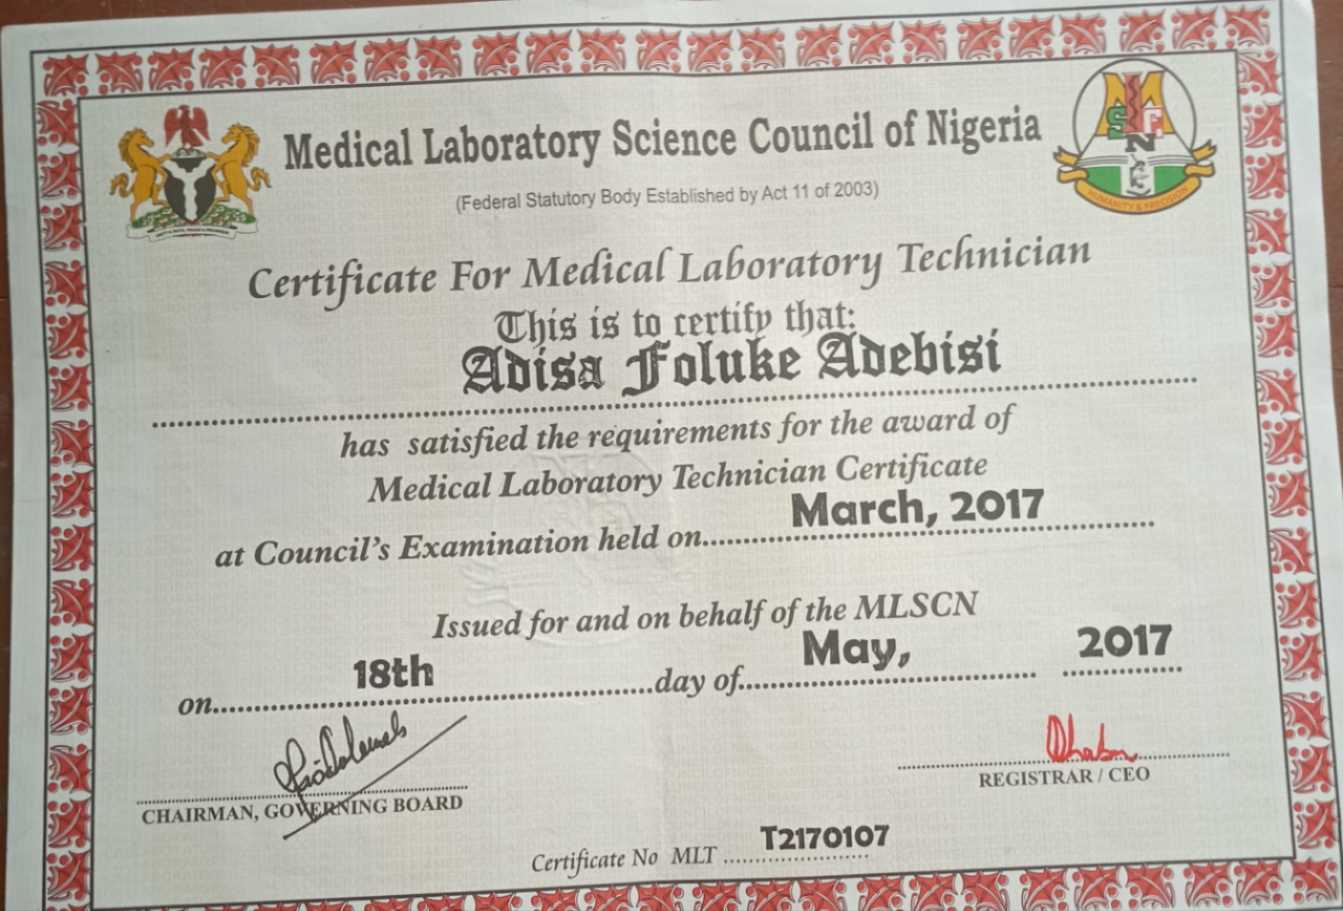 Medical Laboratory Science Council of Nigeria
(Federal Statutory Body Established by Act 11 of 2003)
MLSCN
HUMANITY & PRECISION
Certificate For Medical Laboratory Technician
This is to certify that:
Adisa Foluke Adebisi
has satisfied the requirements for the award of
Medical Laboratory Technician Certificate
at Council's Examination held on March, 2017
Issued for and on behalf of the MLSCN
on 18th day of May, 2017
CHAIRMAN, GOVERNING BOARD
REGISTRAR / CEO
Certificate No MLT T2170107